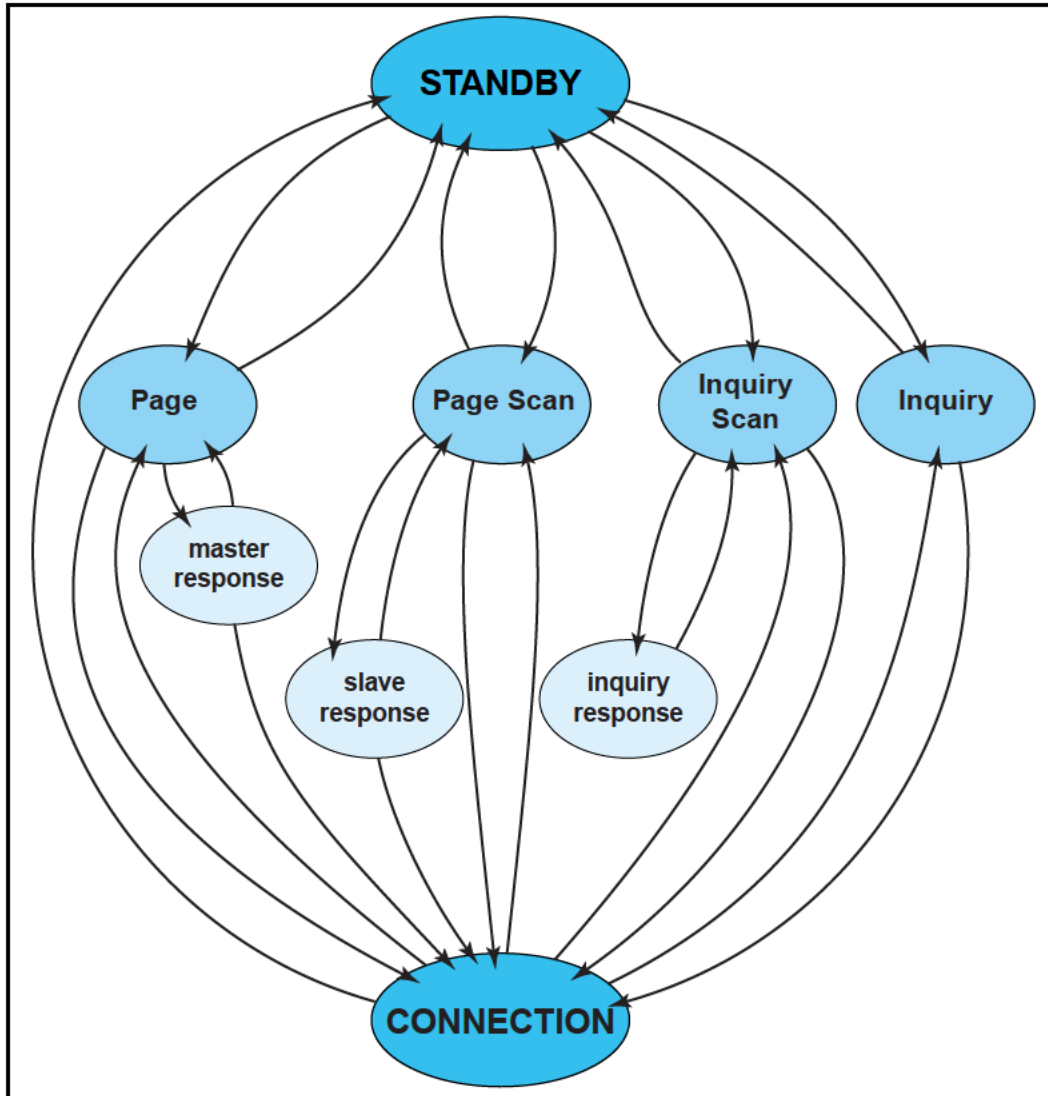 STANDBY
Page
Page Scan
Inquiry
Scan
Inquiry
master
response
slave
response
inquiry
response
CONNECTION